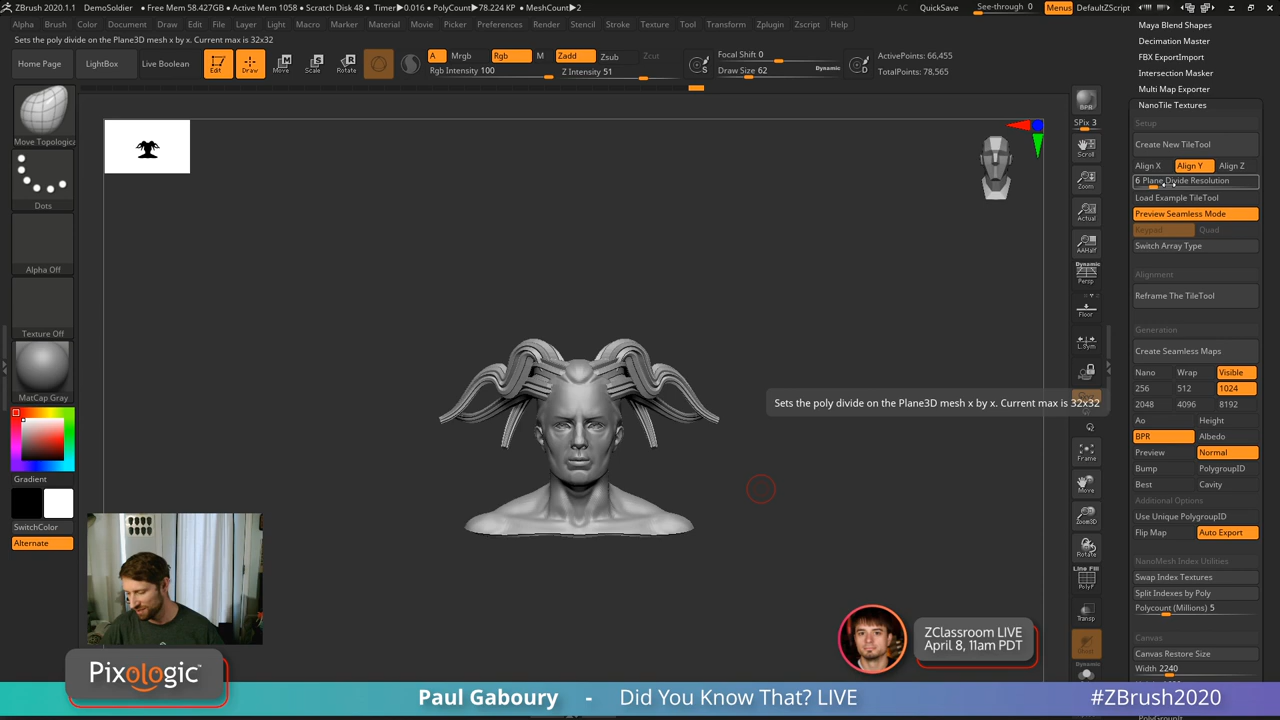 ZBrush 2020.1.1 DemoSoldier • Free Mem 58.427GB • Active Mem 1058 • Scratch Disk 48 • Timer▶0.016 • PolyCount▶78.224 KP • MeshCount▶2 AC QuickSave See-through 0 Menus DefaultZScript
Alpha Brush Color Document Draw Edit File Layer Light Macro Marker Material Movie Picker Preferences Render Stencil Stroke Texture Tool Transform Zplugin Zscript Help
Sets the poly divide on the Plane3D mesh x by x. Current max is 32x32
Home Page LightBox Live Boolean Edit Draw Move Scale Rotate
A Mrgb Rgb M Zadd Zsub Cut
Rgb Intensity 100 Z Intensity 51
Focal Shift 0
Draw Size 62 Dynamic
S
D
ActivePoints: 66,455
TotalPoints: 78,565
Move Topologica
Dots
Alpha Off
Texture Off
MatCap Gray
Gradient
SwitchColor
Alternate
BPR
SPix 3
Scroll
Zoom
Actual
AAHalf
Dynamic
Persp
Floor
L.Sym
Frame
Move
Zoom3D
Rotate
Line Fill
PolyF
Transp
Dynamic
Maya Blend Shapes
Decimation Master
FBX ExportImport
Intersection Masker
Multi Map Exporter
NanoTile Textures
Setup
Create New TileTool
Align X Align Y Align Z
6 Plane Divide Resolution
Load Example TileTool
Preview Seamless Mode
Keypad Quad
Switch Array Type
Alignment
Reframe The TileTool
Generation
Create Seamless Maps
Nano Wrap Visible
256 512 1024
2048 4096 8192
Ao Height
BPR Albedo
Preview Normal
Bump PolygroupID
Best Cavity
Additional Options
Use Unique PolygroupID
Flip Map Auto Export
NanoMesh Index Utilities
Swap Index Textures
Split Indexes by Poly
Polycount (Millions) 5
Canvas
Canvas Restore Size
Width 2240
Sets the poly divide on the Plane3D mesh x by x. Current max is 32x32
ZClassroom LIVE
April 8, 11am PDT
Pixologic™
Paul Gaboury - Did You Know That? LIVE #ZBrush2020